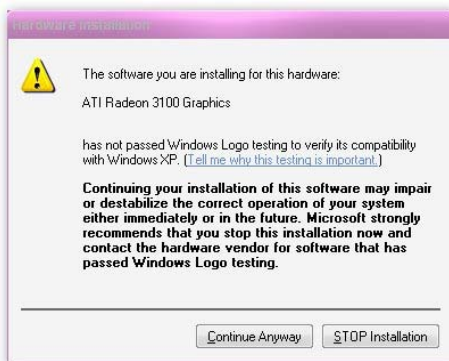 Hardware Installation
The software you are installing for this hardware:
ATI Radeon 3100 Graphics
has not passed Windows Logo testing to verify its compatibility
with Windows XP. (Tell me why this testing is important.)
Continuing your installation of this software may impair
or destabilize the correct operation of your system
either immediately or in the future. Microsoft strongly
recommends that you stop this installation now and
contact the hardware vendor for software that has
passed Windows Logo testing.
Continue Anyway
STOP Installation